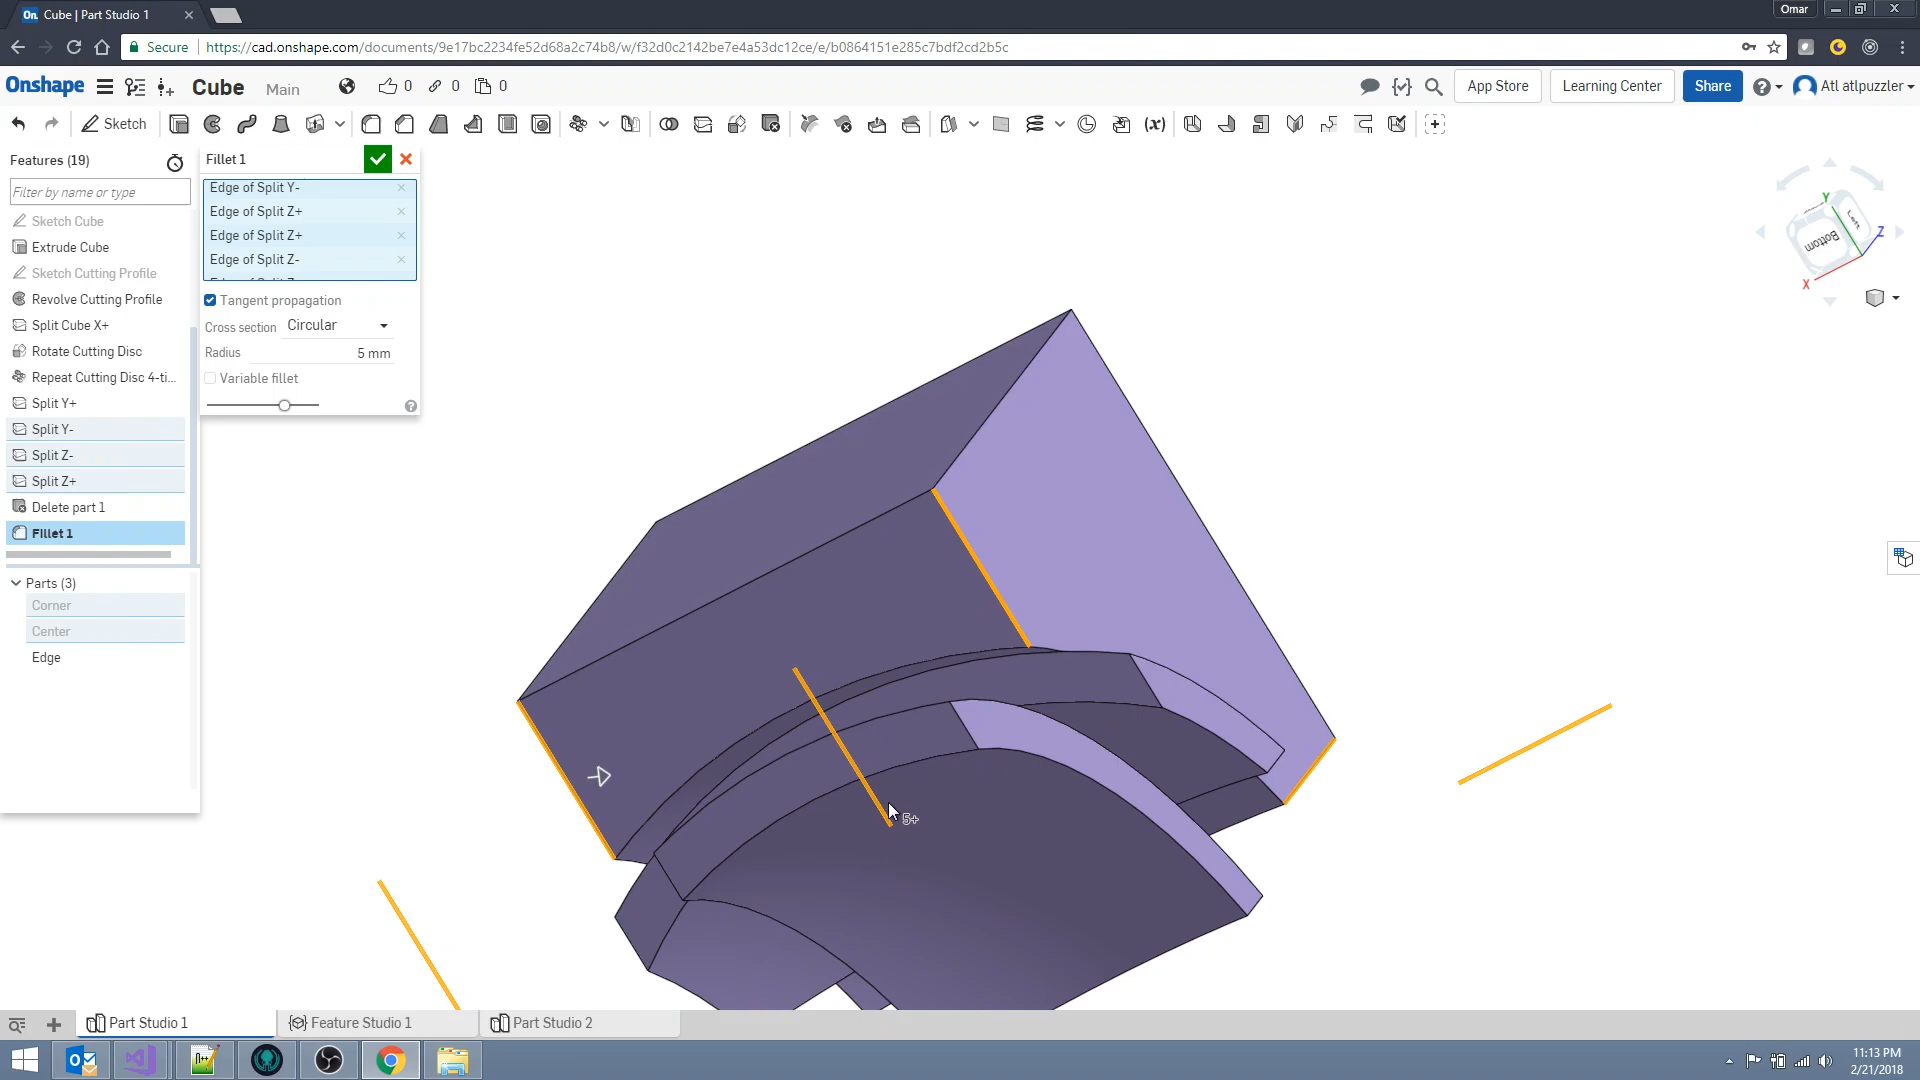 On. Cube | Part Studio 1
Omar
Secure
https://cad.onshape.com/documents/9e17bc2234fe52d68a2c74b8/w/f32d0c2142be7e4a53dc12ce/e/b0864151e285c7bdf2cd2b5c
Onshape
Cube
Main
0
0
0
App Store
Learning Center
Share
Atl atlpuzzler
Sketch
(x)
Features (19)
Filter by name or type
Sketch Cube
Extrude Cube
Sketch Cutting Profile
Revolve Cutting Profile
Split Cube X+
Rotate Cutting Disc
Repeat Cutting Disc 4-ti...
Split Y+
Split Y-
Split Z-
Split Z+
Delete part 1
Fillet 1
Parts (3)
Corner
Center
Edge
Fillet 1
Edge of Split Y-
Edge of Split Z+
Edge of Split Z+
Edge of Split Z-
Tangent propagation
Cross section Circular
Radius 5 mm
Variable fillet
Y
Left
Z
Bottom
X
5+
Part Studio 1
Feature Studio 1
Part Studio 2
11:13 PM
2/21/2018